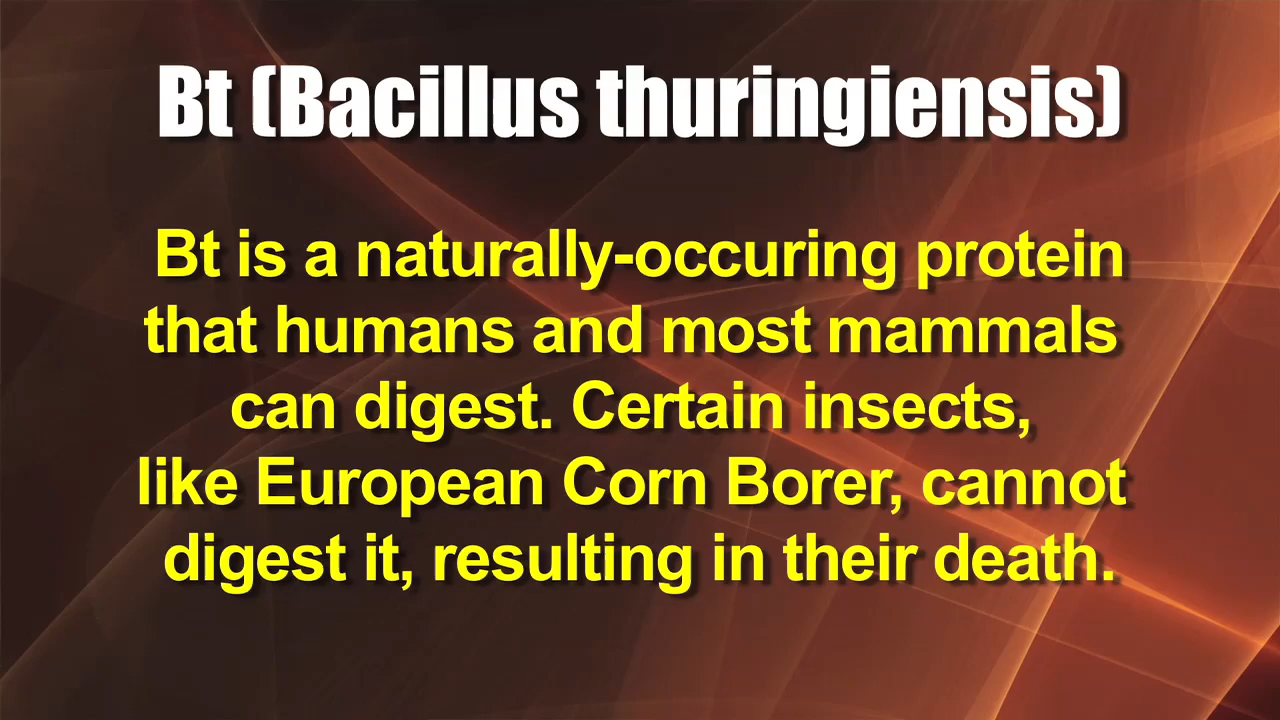 Bt (Bacillus thuringiensis)
Bt is a naturally-occuring protein
that humans and most mammals
can digest. Certain insects,
like European Corn Borer, cannot
digest it, resulting in their death.